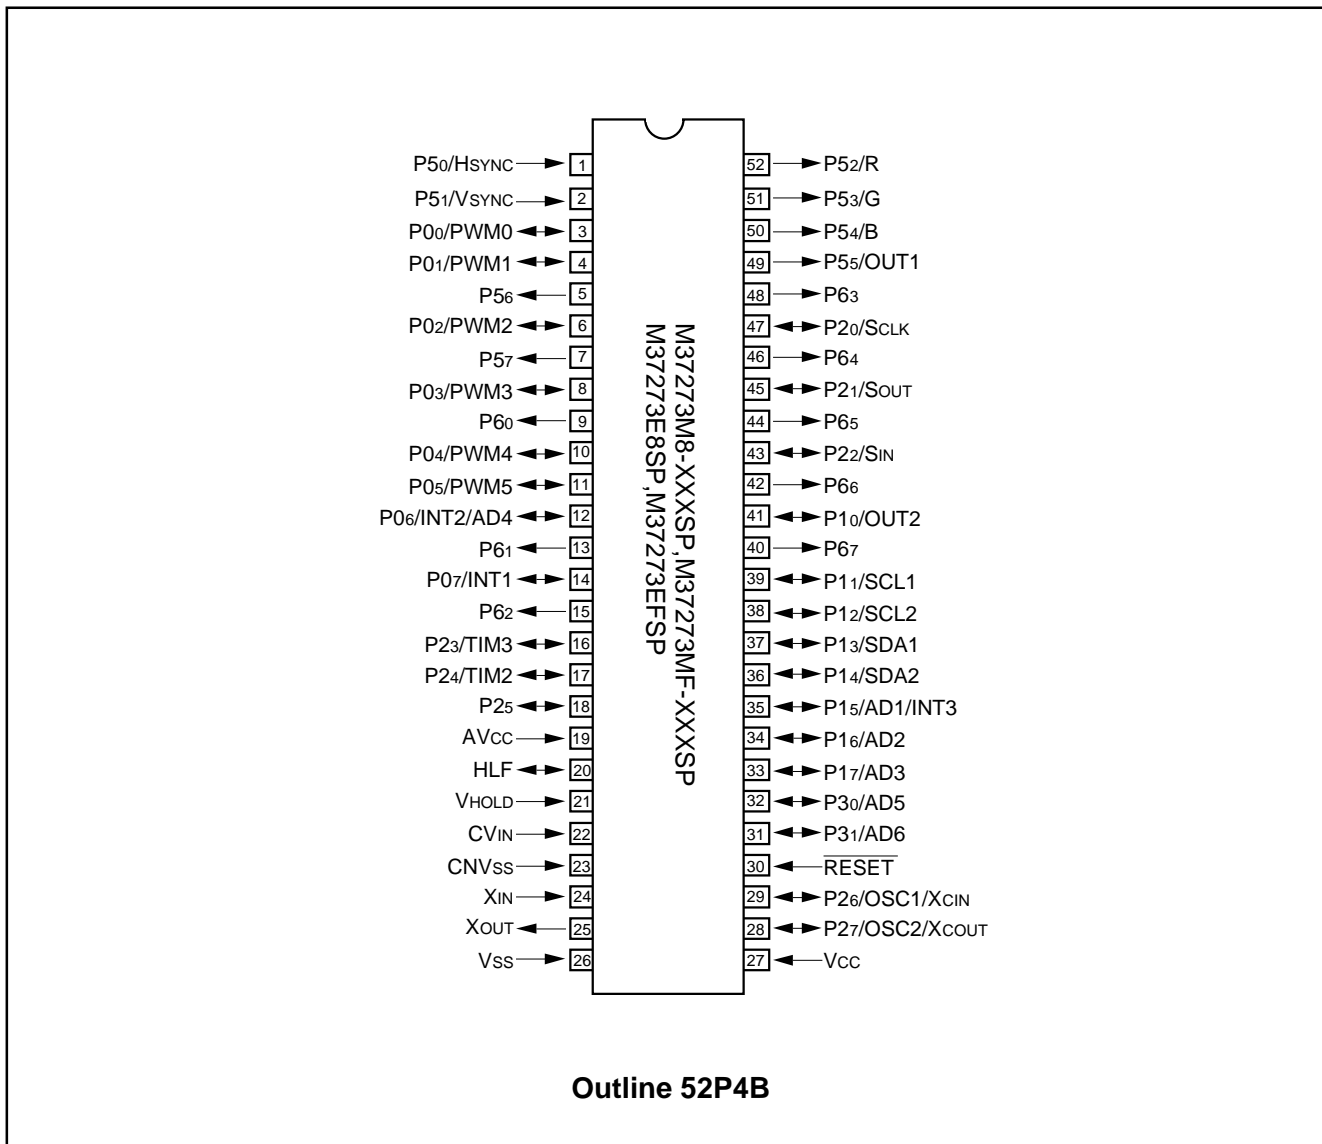 P50/HSYNC 1 52 P52/R
P51/VSYNC 2 51 P53/G
P00/PWM0 3 50 P54/B
P01/PWM1 4 49 P55/OUT1
P56 5 48 P63
P02/PWM2 6 47 P20/SCLK
P57 7 46 P64
P03/PWM3 8 45 P21/SOUT
P60 9 44 P65
P04/PWM4 10 43 P22/SIN
P05/PWM5 11 42 P66
P06/INT2/AD4 12 41 P10/OUT2
P61 13 40 P67
P07/INT1 14 39 P11/SCL1
P62 15 38 P12/SCL2
P23/TIM3 16 37 P13/SDA1
P24/TIM2 17 36 P14/SDA2
P25 18 35 P15/AD1/INT3
AVCC 19 34 P16/AD2
HLF 20 33 P17/AD3
VHOLD 21 32 P30/AD5
CVIN 22 31 P31/AD6
CNVSS 23 30 RESET
XIN 24 29 P26/OSC1/XCIN
XOUT 25 28 P27/OSC2/XCOUT
VSS 26 27 VCC
M37273M8-XXXSP,M37273MF-XXXSP
M37273E8SP,M37273EFSP
Outline 52P4B